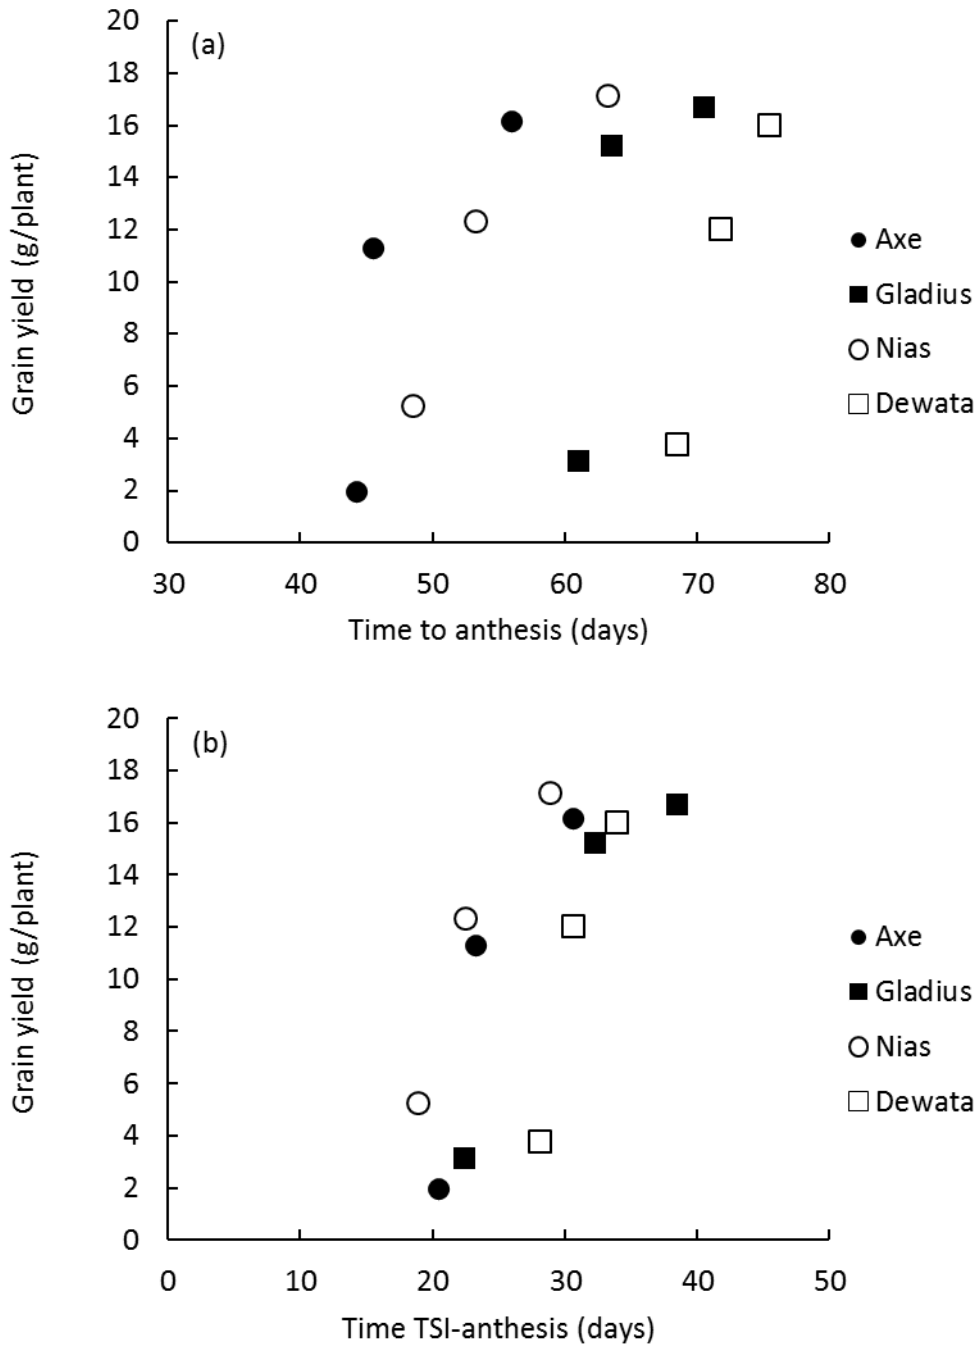 (a)
20
18
16
14
12
10
8
6
4
2
0
Grain yield (g/plant)
30 40 50 60 70 80
Time to anthesis (days)
Axe
Gladius
Nias
Dewata
(b)
20
18
16
14
12
10
8
6
4
2
0
Grain yield (g/plant)
0 10 20 30 40 50
Time TSI-anthesis (days)
Axe
Gladius
Nias
Dewata